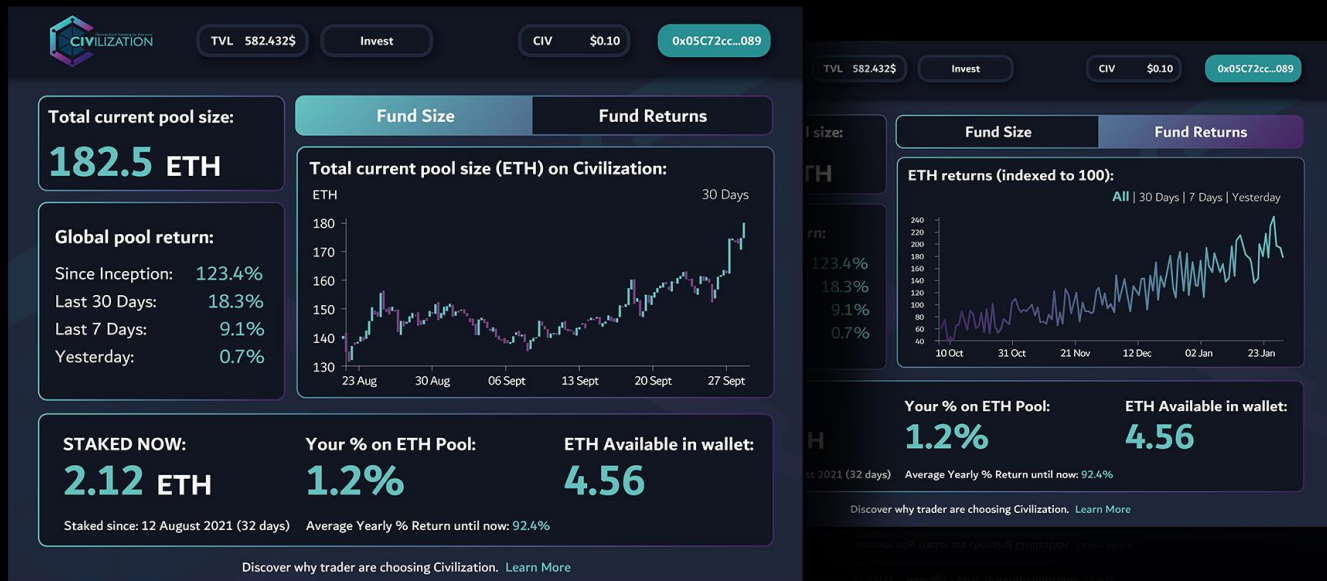 CIVILIZATION
TVL 582.432$
Invest
CIV $0.10
0x05C72cc...089
Total current pool size:
182.5 ETH
Fund Size
Fund Returns
Total current pool size (ETH) on Civilization:
ETH
30 Days
180
170
160
150
140
130
23 Aug 30 Aug 06 Sept 13 Sept 20 Sept 27 Sept
Global pool return:
Since Inception: 123.4%
Last 30 Days: 18.3%
Last 7 Days: 9.1%
Yesterday: 0.7%
STAKED NOW:
2.12 ETH
Staked since: 12 August 2021 (32 days)
Your % on ETH Pool:
1.2%
Average Yearly % Return until now: 92.4%
ETH Available in wallet:
4.56
Discover why trader are choosing Civilization. Learn More
TVL 582.432$
Invest
CIV $0.10
0x05C72cc...089
size:
TH
Fund Size
Fund Returns
ETH returns (indexed to 100):
All | 30 Days | 7 Days | Yesterday
240
220
200
180
160
140
120
100
80
60
40
10 Oct 31 Oct 21 Nov 12 Dec 02 Jan 23 Jan
rn:
123.4%
18.3%
9.1%
0.7%
H
2021 (32 days)
Your % on ETH Pool:
1.2%
Average Yearly % Return until now: 92.4%
ETH Available in wallet:
4.56
Discover why trader are choosing Civilization. Learn More